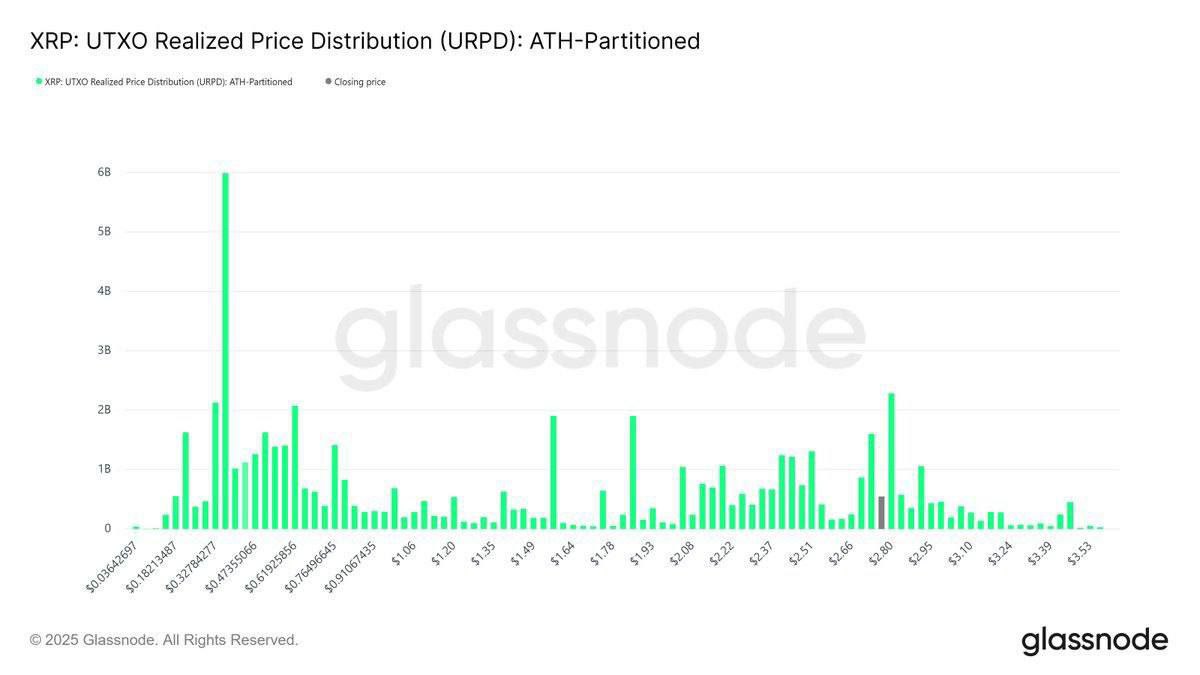 XRP: UTXO Realized Price Distribution (URPD): ATH-Partitioned
XRP: UTXO Realized Price Distribution (URPD): ATH-Partitioned
Closing price
6B
5B
4B
3B
2B
1B
0
glassnode
$0.03642697
$0.18213487
$0.32784277
$0.47355066
$0.61925856
$0.76496645
$0.91067435
$1.06
$1.20
$1.35
$1.49
$1.64
$1.78
$1.93
$2.08
$2.22
$2.37
$2.51
$2.66
$2.80
$2.95
$3.10
$3.24
$3.39
$3.53
© 2025 Glassnode. All Rights Reserved.
glassnode